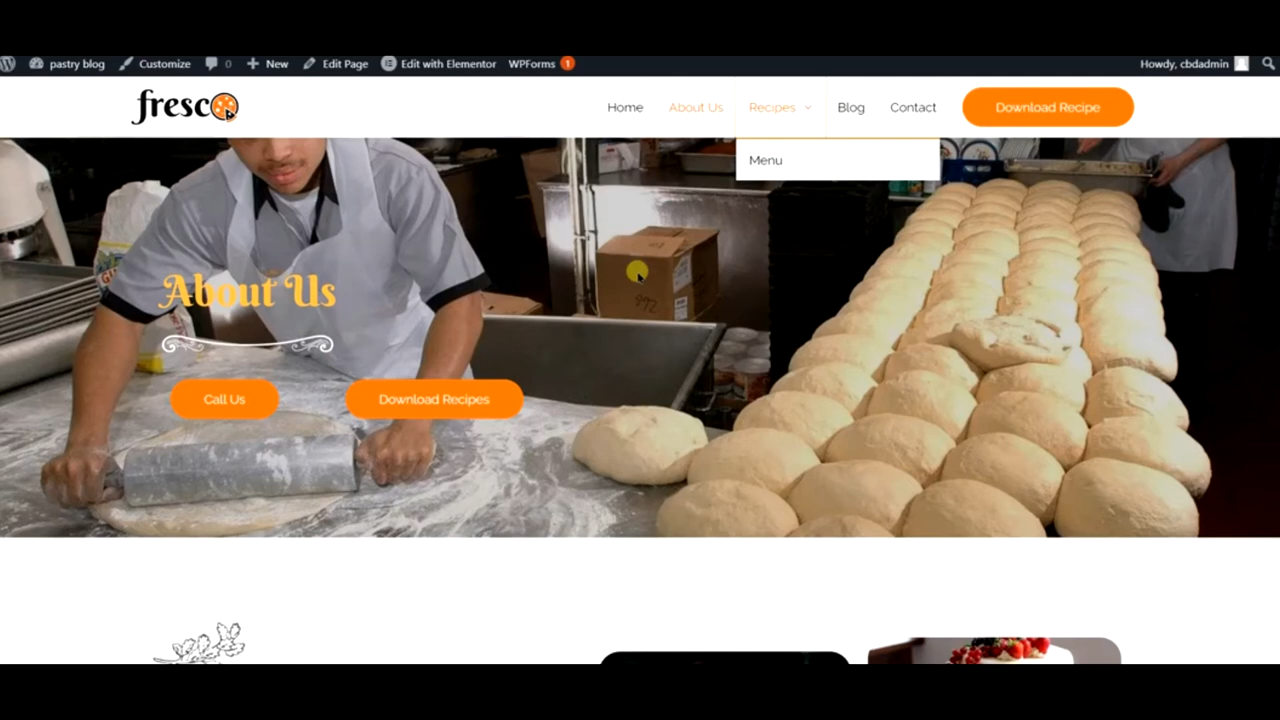 pastry blog Customize 0 New Edit Page Edit with Elementor WPForms 1 Howdy, cbdadmin
fresco Home About Us Recipes Blog Contact Download Recipe
Menu
892
About Us
Call Us Download Recipes